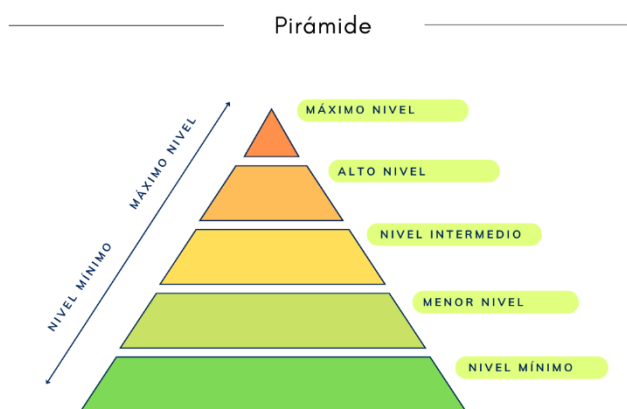 Pirámide
MÁXIMO NIVEL
ALTO NIVEL
NIVEL INTERMEDIO
MENOR NIVEL
NIVEL MÍNIMO
MÁXIMO NIVEL
NIVEL MÍNIMO